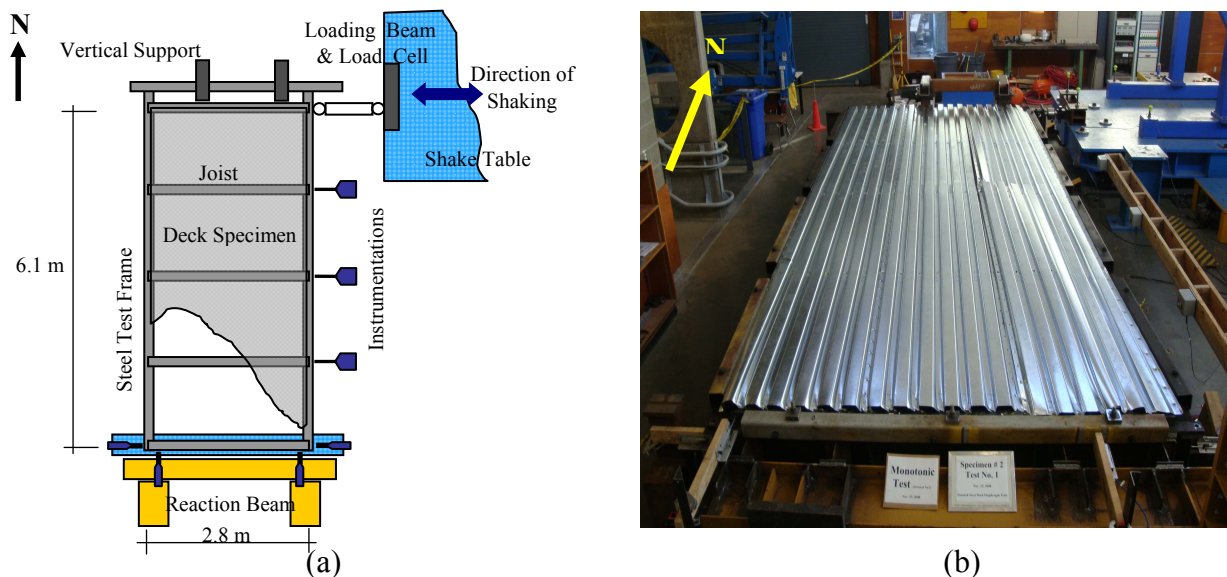 N
Vertical Support
Loading Beam
& Load Cell
Direction of
Shaking
Shake Table
Joist
Deck Specimen
6.1 m
Steel Test Frame
Instrumentations
Reaction Beam
2.8 m
(a)
N
Monotonic
Test
Specimen # 2
Test No. 1
(b)